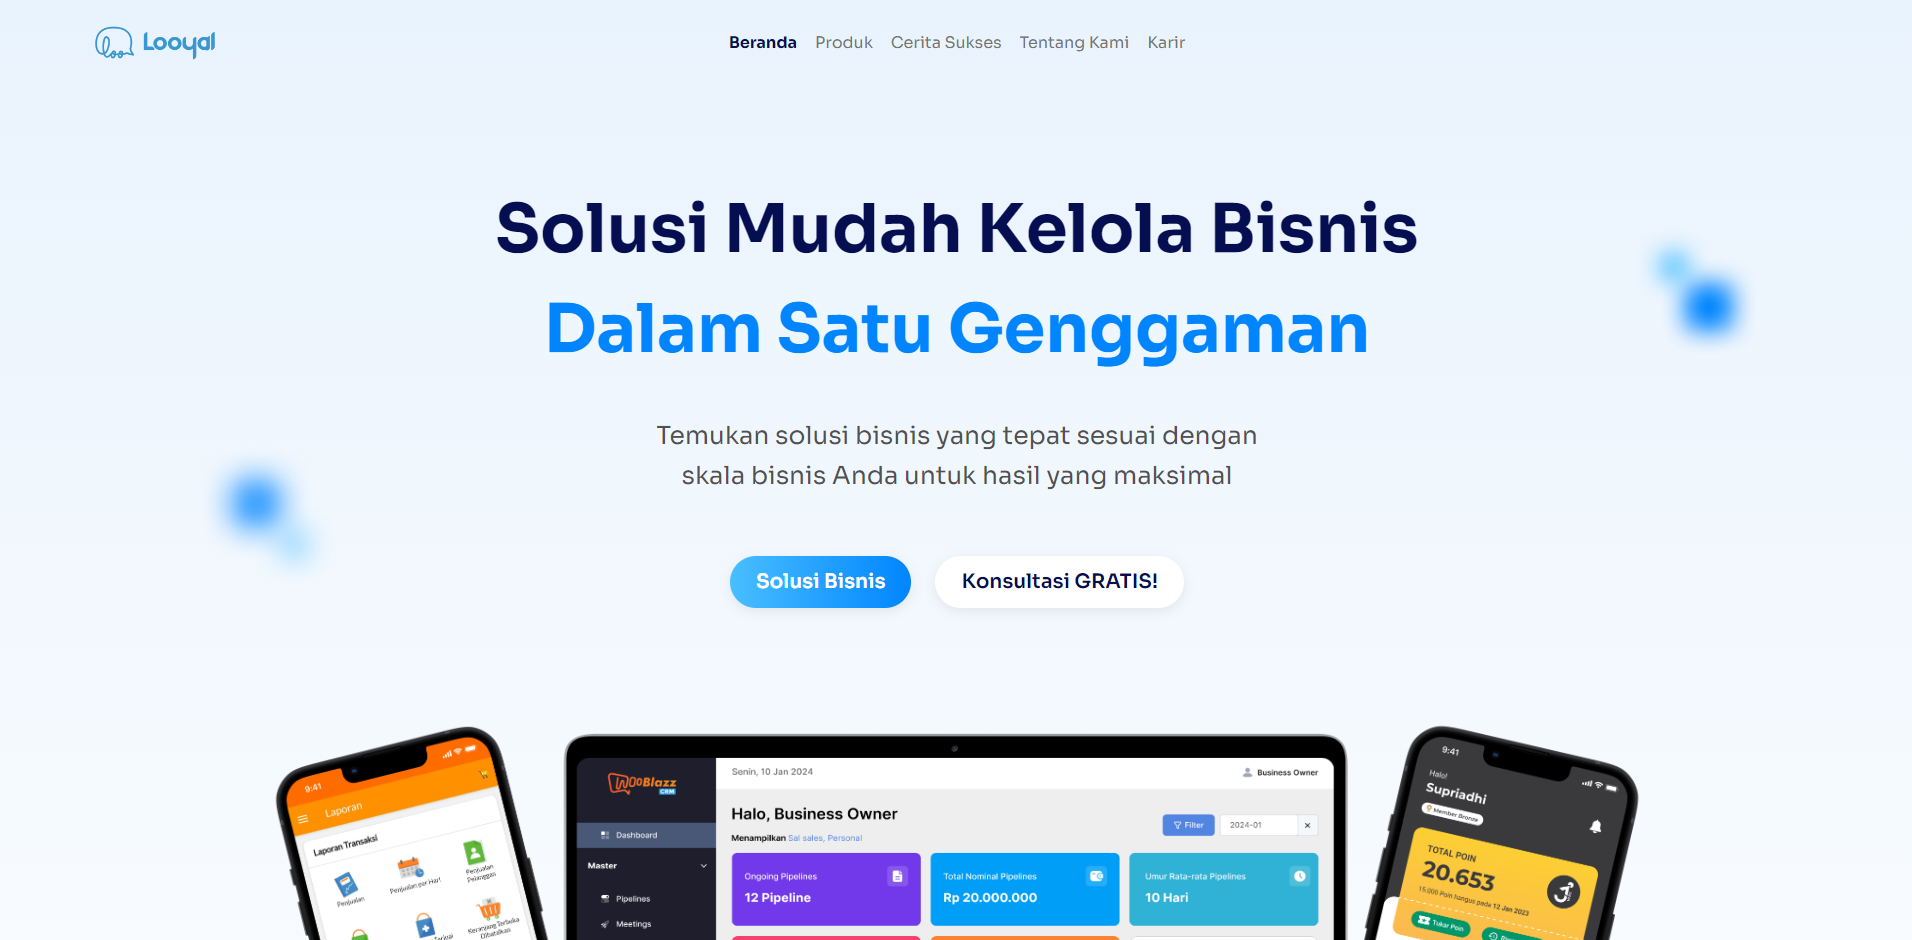 loo Looyal
Beranda Produk Cerita Sukses Tentang Kami Karir
Solusi Mudah Kelola Bisnis
Dalam Satu Genggaman
Temukan solusi bisnis yang tepat sesuai dengan
skala bisnis Anda untuk hasil yang maksimal
Solusi Bisnis
Konsultasi GRATIS!
9:41
Laporan
Laporan Transaksi
Penjualan
Penjualan per Hari
Penjualan
Pelanggan
Keranjang Terbuka
Dibatalkan
WOOBlazz
CRM
Dashboard
Master
Pipelines
Meetings
Senin, 10 Jan 2024
Business Owner
Halo, Business Owner
Menampilkan Sal sales, Personal
Filter
2024-01
×
Ongoing Pipelines
12 Pipeline
Total Nominal Pipelines
Rp 20.000.000
Umur Rata-rata Pipelines
10 Hari
9:41
Halo!
Supriadhi
Member Bronze
TOTAL POIN
20.653
15.000 Poin hangus pada 12 Jan 2023
Tukar Poin